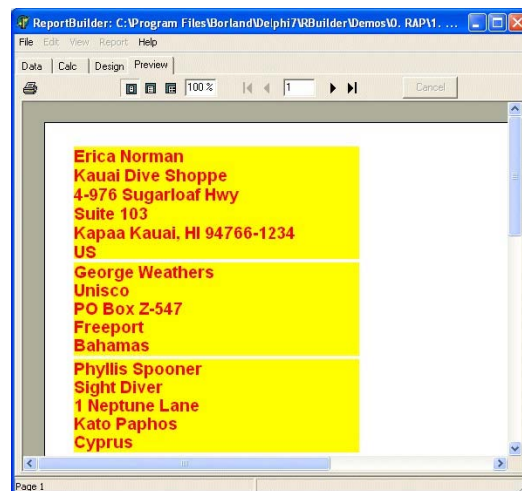 ReportBuilder: C:\Program Files\Borland\Delphi7\RBuilder\Demos\0. RAP\1. ...
File Edit View Report Help
Data Calc Design Preview
100 % 1 Cancel
Erica Norman
Kauai Dive Shoppe
4-976 Sugarloaf Hwy
Suite 103
Kapaa Kauai, HI 94766-1234
US
George Weathers
Unisco
PO Box Z-547
Freeport
Bahamas
Phyllis Spooner
Sight Diver
1 Neptune Lane
Kato Paphos
Cyprus
Page 1